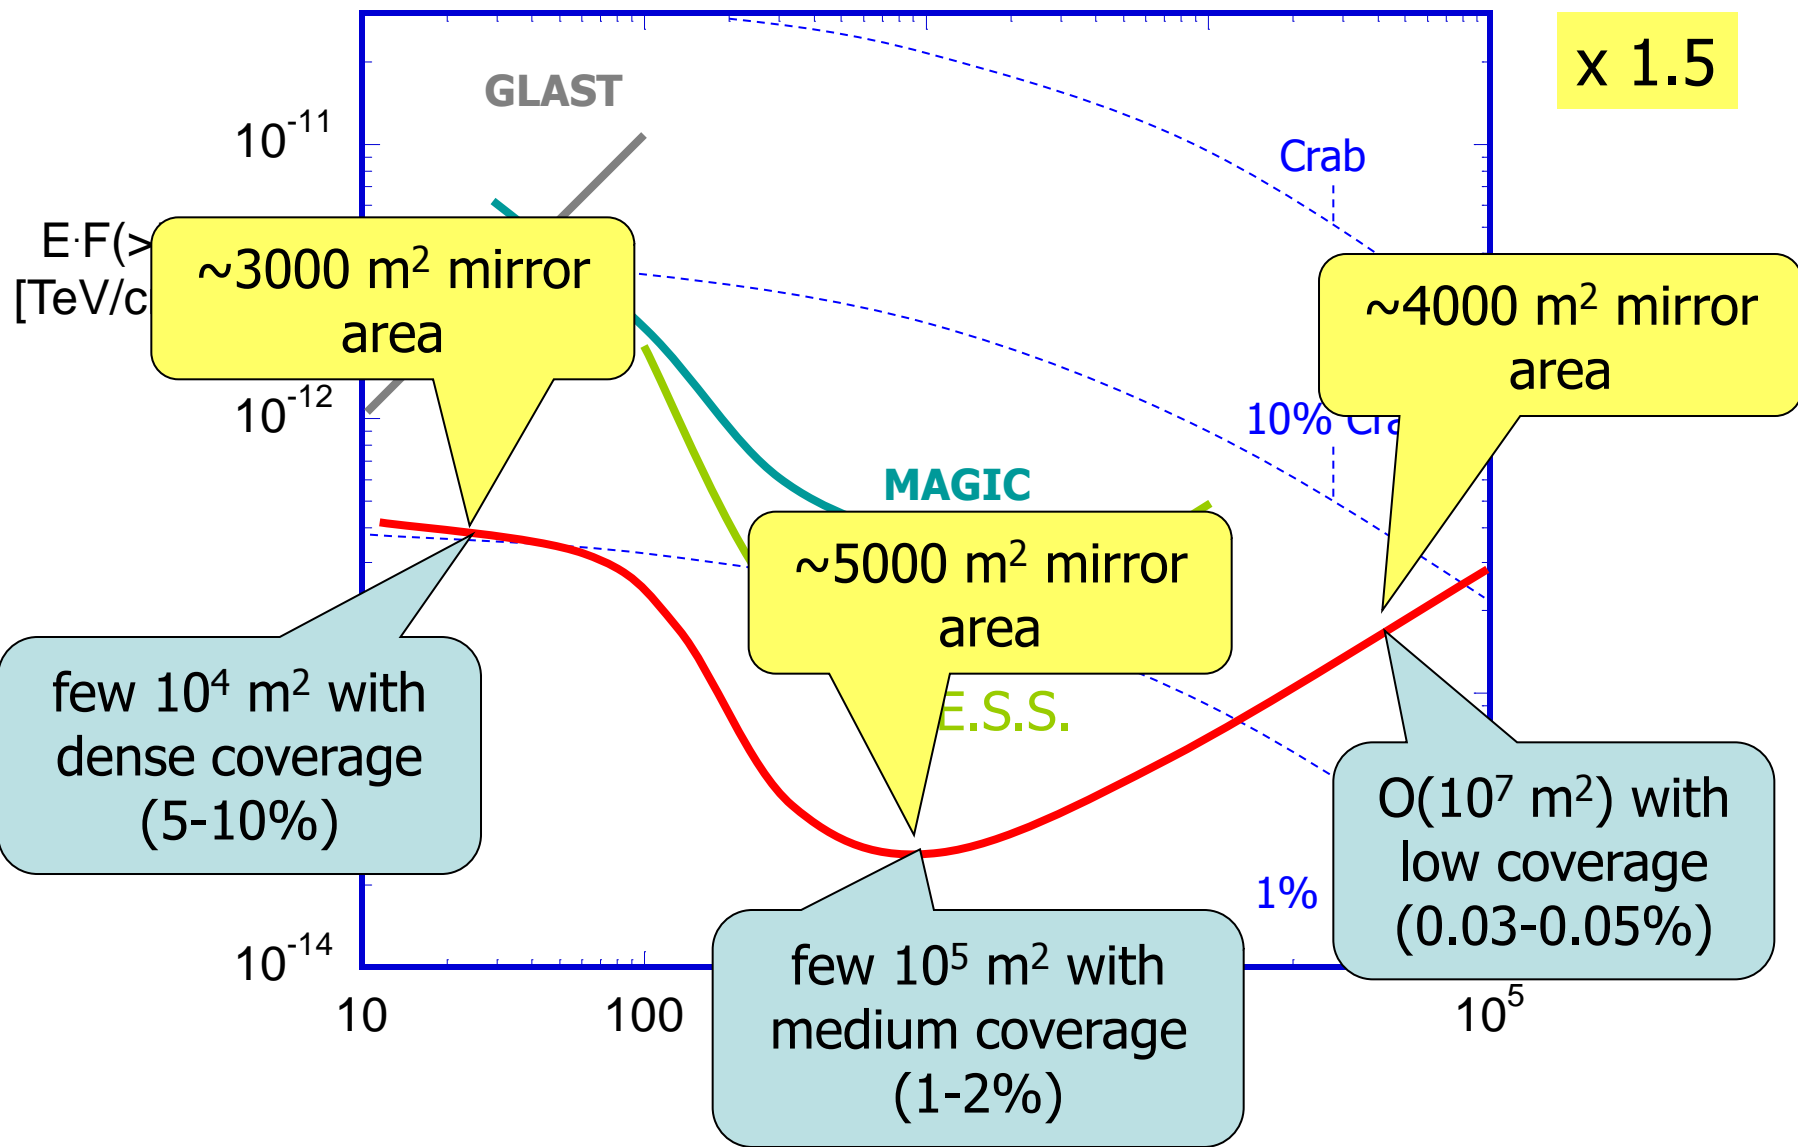 x 1.5
GLAST
10⁻¹¹
Crab
E·F(>
[TeV/c
~3000 m² mirror
area
~4000 m² mirror
area
10⁻¹²
10%
MAGIC
~5000 m² mirror
area
E.S.S.
few 10⁴ m² with
dense coverage
(5-10%)
O(10⁷ m²) with
low coverage
(0.03-0.05%)
1%
10⁻¹⁴
few 10⁵ m² with
medium coverage
(1-2%)
10
100
10⁵